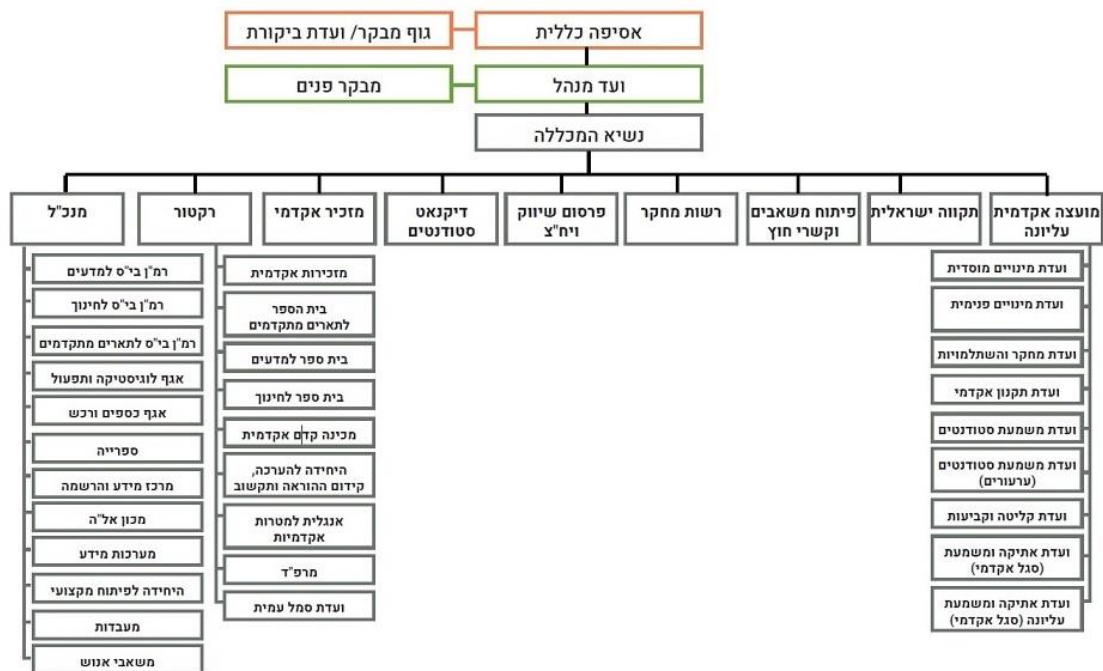 אסיפה כללית
גוף מבקר/ ועדת ביקורת
ועד מנהל
מבקר פנים
נשיא המכללה
מועצה אקדמית
עליונה
תקווה ישראלית
פיתוח משאבים
וקשרי חוץ
רשות מחקר
פרסום שיווק
ויח"צ
דיקנאט
סטודנטים
מזכיר אקדמי
רקטור
מנכ"ל
ועדת מינויים מוסדית
ועדת מינויים פנימית
ועדת מחקר והשתלמויות
ועדת תקנון אקדמי
ועדת משמעת סטודנטים
ועדת משמעת סטודנטים
(ערעורים)
ועדת קליטה וקביעות
ועדת אתיקה ומשמעת
(סגל אקדמי)
ועדת אתיקה ומשמעת
עליונה (סגל אקדמי)
מזכירות אקדמית
בית הספר
לתארים מתקדמים
בית ספר למדעים
בית ספר לחינוך
מכינה קדם אקדמית
היחידה להערכה,
קידום ההוראה ותקשוב
אנגלית למטרות
אקדמיות
מרפ"ד
ועדת סמל עמית
רמ"ן בי"ס למדעים
רמ"ן בי"ס לחינוך
רמ"ן בי"ס לתארים מתקדמים
אגף לוגיסטיקה ותפעול
אגף כספים ורכש
ספרייה
מרכז מידע והרשמה
מכון אל"ה
מערכות מידע
היחידה לפיתוח מקצועי
מעבדות
משאבי אנוש